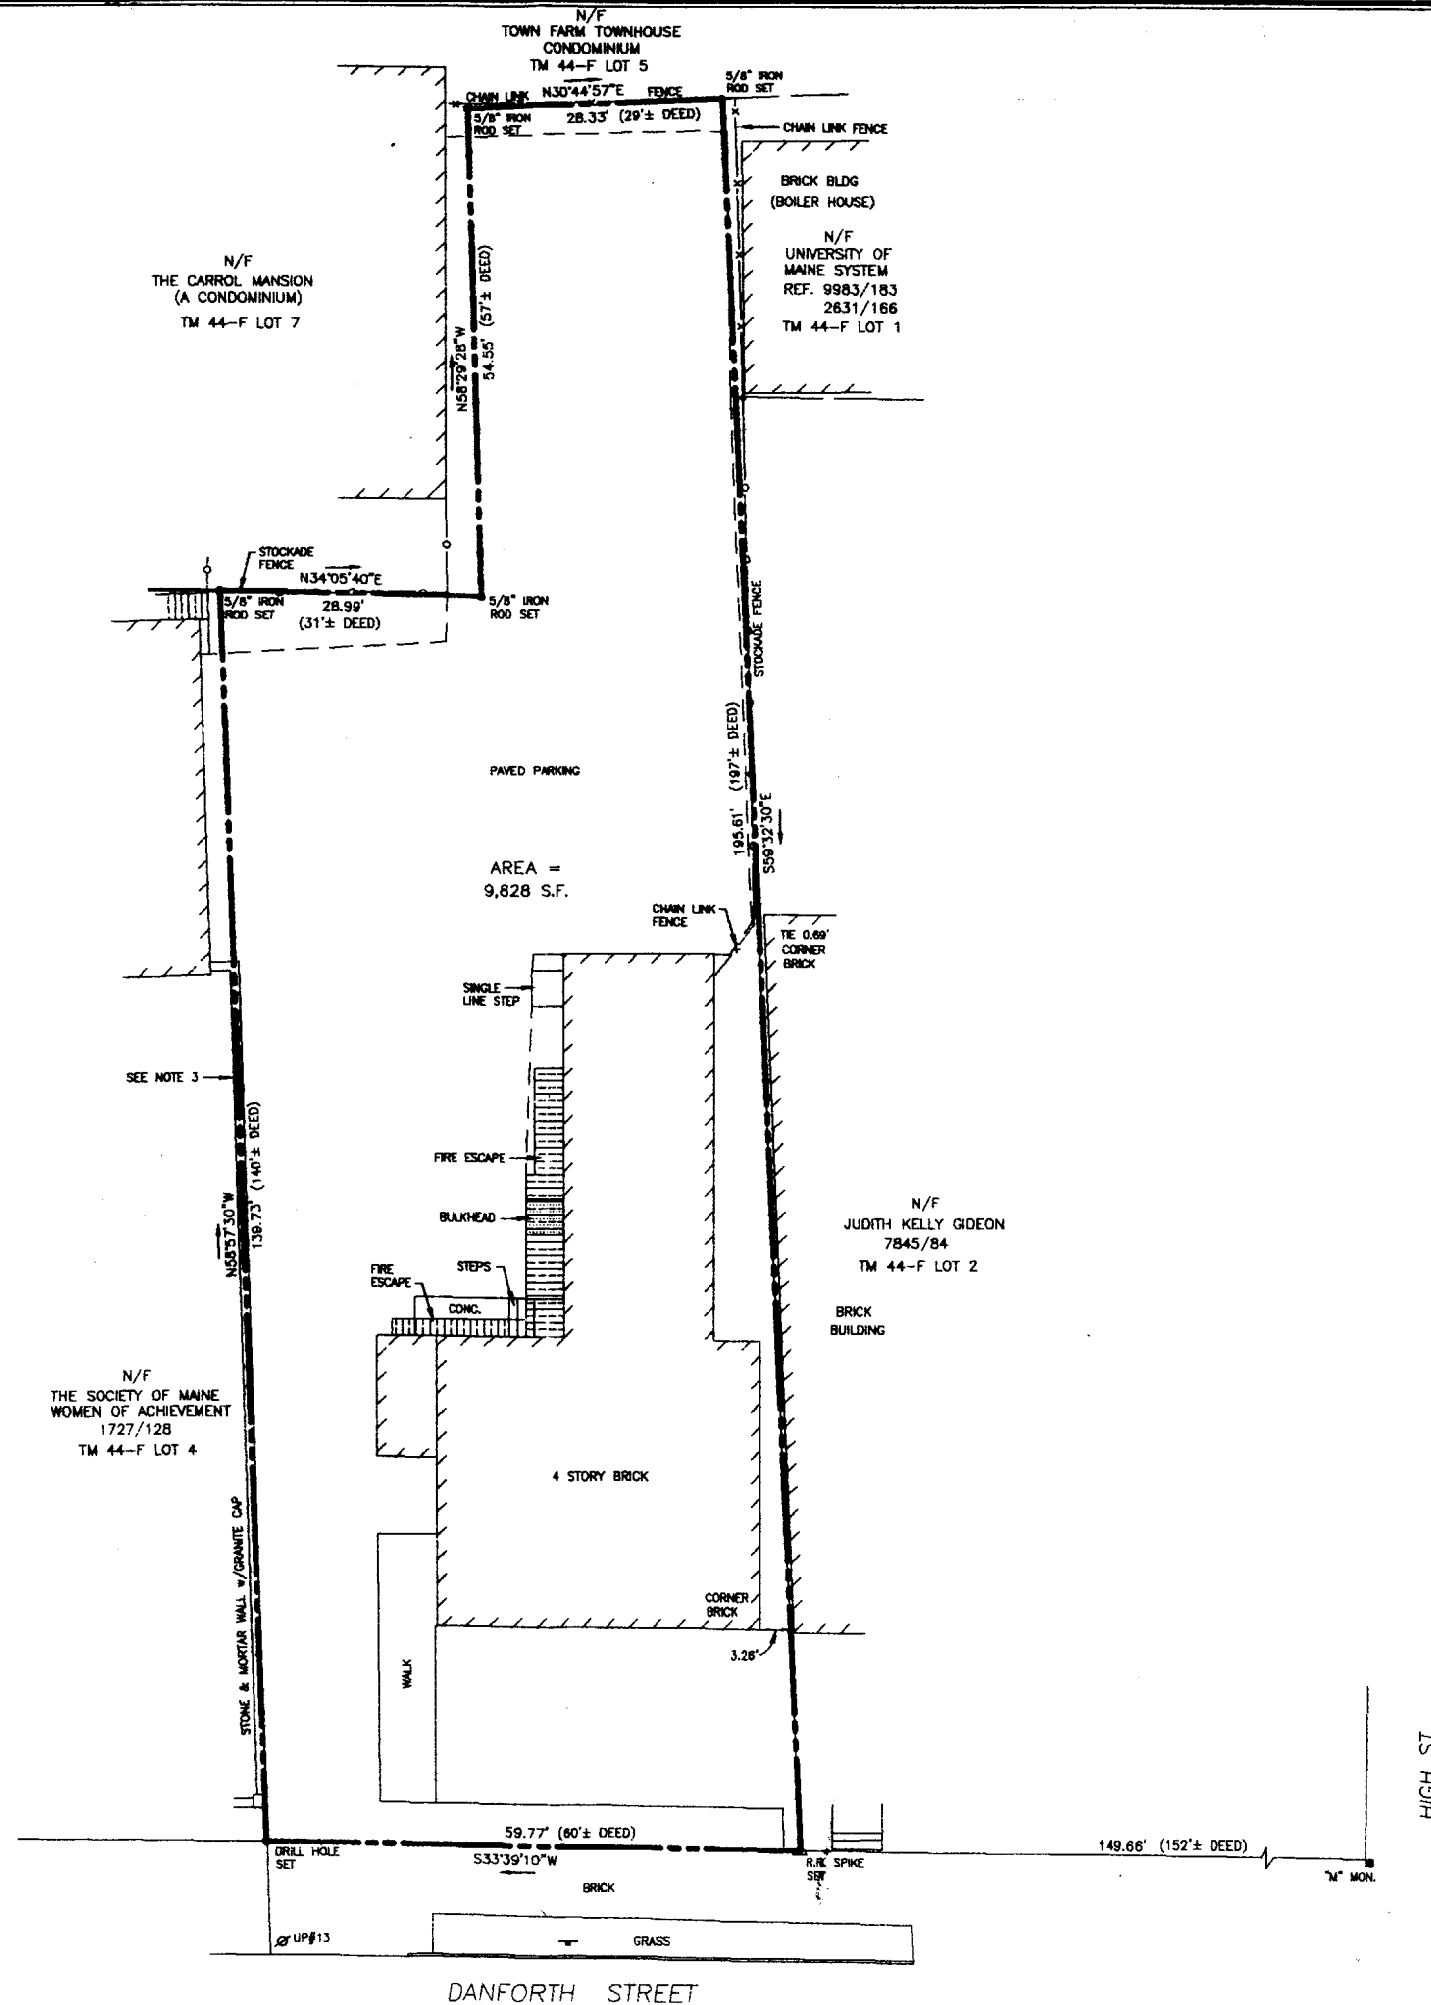 N/F
TOWN FARM TOWNHOUSE
CONDOMINIUM
TM 44-F LOT 5
CHAIN LINK
N30°44'57"E
FENCE
28.33' (29'± DEED)
5/8" IRON
ROD SET
5/8" IRON
ROD SET
CHAIN LINK FENCE
BRICK BLDG
(BOILER HOUSE)
N/F
UNIVERSITY OF
MAINE SYSTEM
REF. 9983/183
2631/166
TM 44-F LOT 1
N/F
THE CARROL MANSION
(A CONDOMINIUM)
TM 44-F LOT 7
N58°29'28"W
54.55' (57'± DEED)
STOCKADE
FENCE
N34°05'40"E
28.99'
(31'± DEED)
5/8" IRON
ROD SET
5/8" IRON
ROD SET
STOCKADE FENCE
195.61' (197'± DEED)
S59°32'30"E
PAVED PARKING
AREA =
9,828 S.F.
CHAIN LINK
FENCE
TIE 0.69'
CORNER
BRICK
SINGLE
LINE STEP
SEE NOTE 3
N58°57'30"W
139.73' (140'± DEED)
FIRE ESCAPE
BULKHEAD
FIRE
ESCAPE
STEPS
CONC.
N/F
JUDITH KELLY GIDEON
7845/84
TM 44-F LOT 2
BRICK
BUILDING
N/F
THE SOCIETY OF MAINE
WOMEN OF ACHIEVEMENT
1727/128
TM 44-F LOT 4
4 STORY BRICK
STONE & MORTAR WALL w/GRANITE CAP
CORNER
BRICK
3.26'
WALK
HIGH ST
59.77' (60'± DEED)
S33°39'10"W
DRILL HOLE
SET
R.R. SPIKE
SET
149.66' (152'± DEED)
"M" MON.
BRICK
UP#13
GRASS
DANFORTH STREET